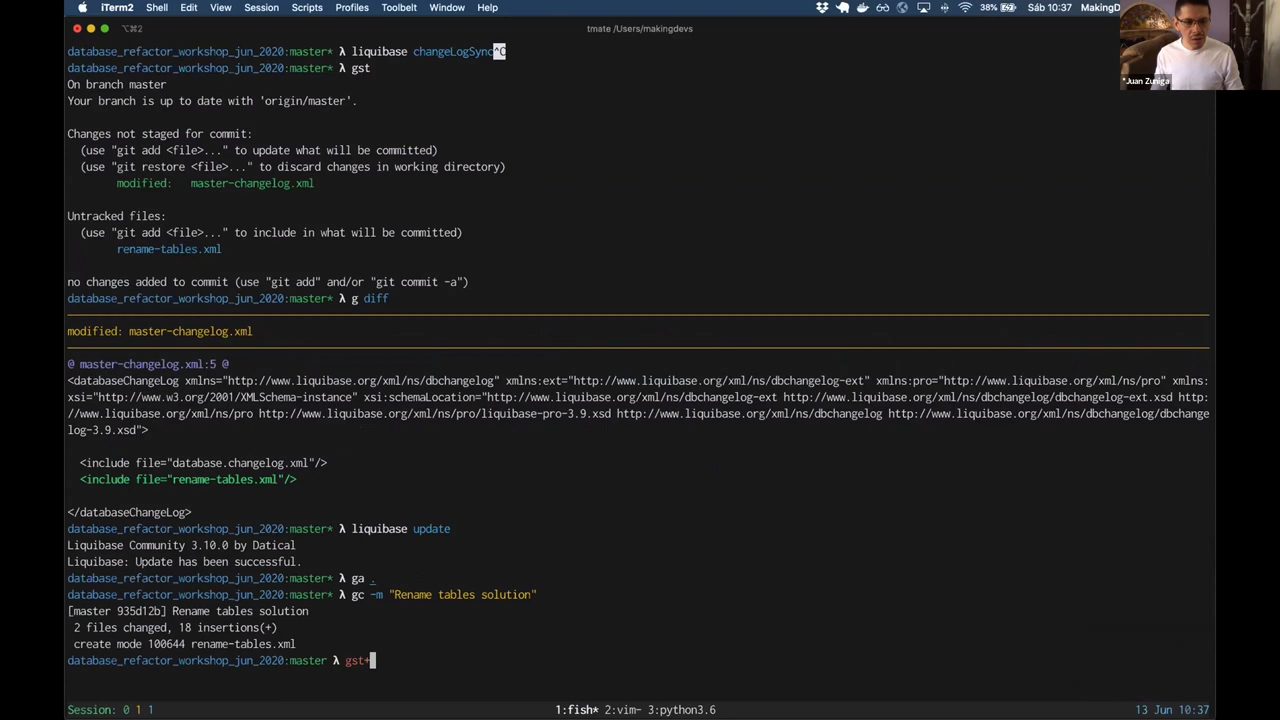 iTerm2 Shell Edit View Session Scripts Profiles Toolbelt Window Help 38% Sáb 10:37 MakingD
⌥⌘2 tmate /Users/makingdevs
*Juan Zuniga
database_refactor_workshop_jun_2020:master* λ liquibase changeLogSync^C
database_refactor_workshop_jun_2020:master* λ gst
On branch master
Your branch is up to date with 'origin/master'.
Changes not staged for commit:
(use "git add <file>..." to update what will be committed)
(use "git restore <file>..." to discard changes in working directory)
modified: master-changelog.xml
Untracked files:
(use "git add <file>..." to include in what will be committed)
rename-tables.xml
no changes added to commit (use "git add" and/or "git commit -a")
database_refactor_workshop_jun_2020:master* λ g diff
modified: master-changelog.xml
@ master-changelog.xml:5 @
<databaseChangeLog xmlns="http://www.liquibase.org/xml/ns/dbchangelog" xmlns:ext="http://www.liquibase.org/xml/ns/dbchangelog-ext" xmlns:pro="http://www.liquibase.org/xml/ns/pro" xmlns:
xsi="http://www.w3.org/2001/XMLSchema-instance" xsi:schemaLocation="http://www.liquibase.org/xml/ns/dbchangelog-ext http://www.liquibase.org/xml/ns/dbchangelog/dbchangelog-ext.xsd http:
//www.liquibase.org/xml/ns/pro http://www.liquibase.org/xml/ns/pro/liquibase-pro-3.9.xsd http://www.liquibase.org/xml/ns/dbchangelog http://www.liquibase.org/xml/ns/dbchangelog/dbchange
log-3.9.xsd">
<include file="database.changelog.xml"/>
<include file="rename-tables.xml"/>
</databaseChangeLog>
database_refactor_workshop_jun_2020:master* λ liquibase update
Liquibase Community 3.10.0 by Datical
Liquibase: Update has been successful.
database_refactor_workshop_jun_2020:master* λ ga .
database_refactor_workshop_jun_2020:master* λ gc -m "Rename tables solution"
[master 935d12b] Rename tables solution
2 files changed, 18 insertions(+)
create mode 100644 rename-tables.xml
database_refactor_workshop_jun_2020:master λ gst+
Session: 0 1 1 1:fish* 2:vim- 3:python3.6 13 Jun 10:37